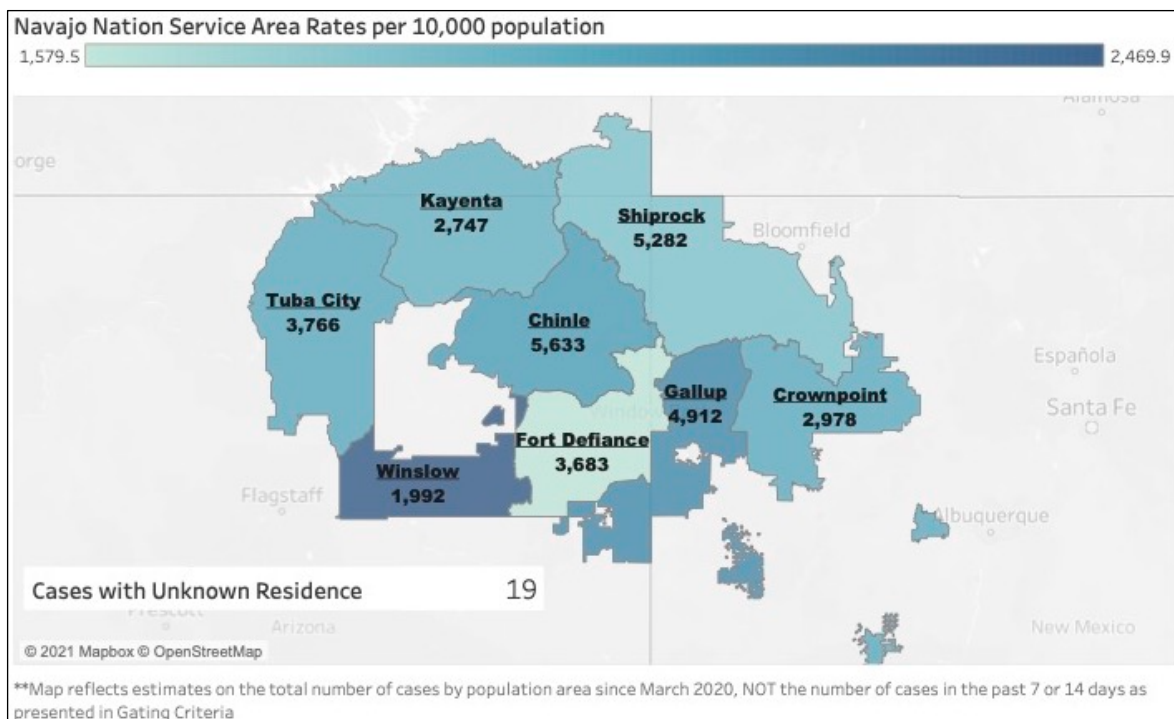 Navajo Nation Service Area Rates per 10,000 population
1,579.5
2,469.9
orge
Kayenta
2,747
Shiprock
5,282
Bloomfield
Tuba City
3,766
Chinle
5,633
Española
Gallup
4,912
Crownpoint
2,978
Santa Fe
Fort Defiance
3,683
Winslow
1,992
Flagstaff
Albuquerque
Cases with Unknown Residence 19
Prescott
Arizona
New Mexico
© 2021 Mapbox © OpenStreetMap
**Map reflects estimates on the total number of cases by population area since March 2020, NOT the number of cases in the past 7 or 14 days as
presented in Gating Criteria